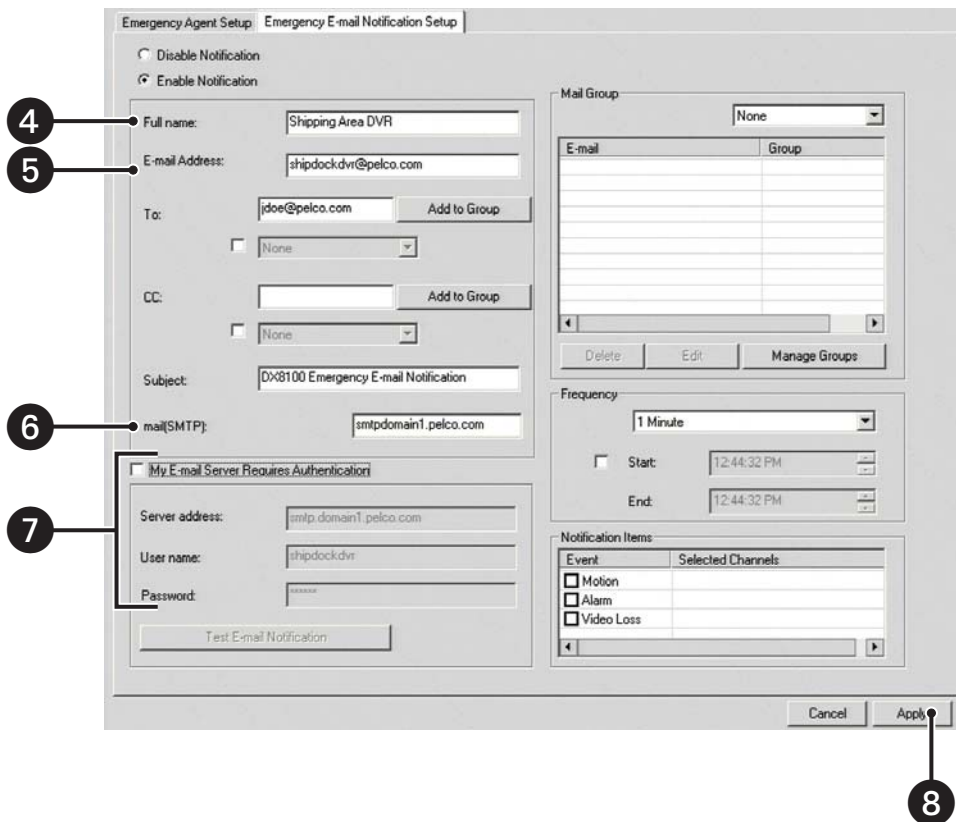 Emergency Agent Setup Emergency E-mail Notification Setup
Disable Notification
Enable Notification
4
Full name: Shipping Area DVR
5
E-mail Address: shipdockdvr@pelco.com
To: jdoe@pelco.com Add to Group
None
CC: Add to Group
None
Subject: DX8100 Emergency E-mail Notification
6
mail(SMTP): smtpdomain1.pelco.com
7
My E-mail Server Requires Authentication
Server address: smtp.domain1.pelco.com
User name: shipdockdvr
Password: ******
Test E-mail Notification
Mail Group
None
E-mail Group
Delete Edit Manage Groups
Frequency
1 Minute
Start: 12:44:32 PM
End: 12:44:32 PM
Notification Items
Event Selected Channels
Motion
Alarm
Video Loss
Cancel Apply
8